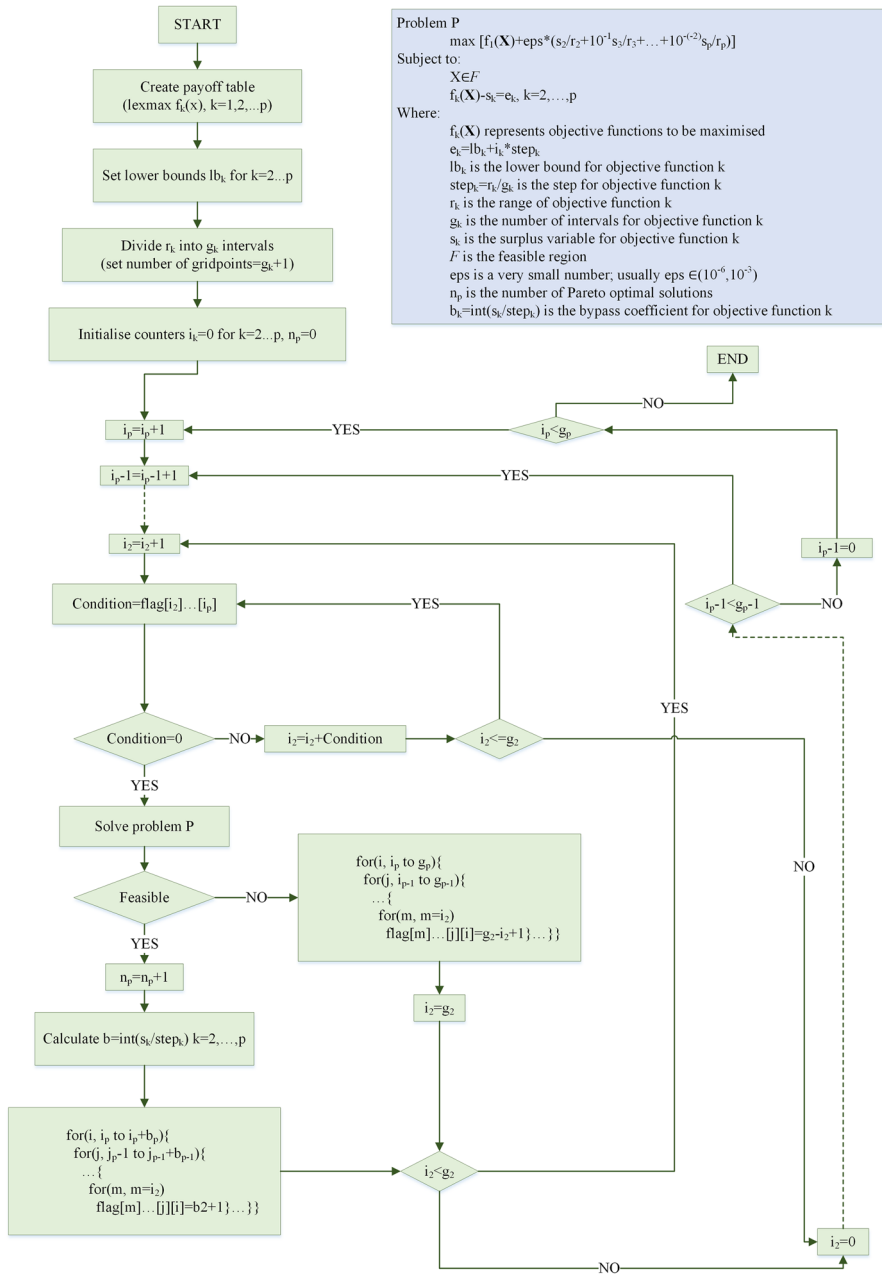 START
Create payoff table
(lexmax fₖ(x), k=1,2,...p)
Set lower bounds lbₖ for k=2...p
Divide rₖ into gₖ intervals
(set number of gridpoints=gₖ+1)
Initialise counters iₖ=0 for k=2...p, nₚ=0
Problem P
max [f₁(X)+eps*(s₂/r₂+10⁻¹s₃/r₃+…+10⁻⁽⁻²⁾sₚ/rₚ)]
Subject to:
X∈F
fₖ(X)-sₖ=eₖ, k=2,…,p
Where:
fₖ(X) represents objective functions to be maximised
eₖ=lbₖ+iₖ*stepₖ
lbₖ is the lower bound for objective function k
stepₖ=rₖ/gₖ is the step for objective function k
rₖ is the range of objective function k
gₖ is the number of intervals for objective function k
sₖ is the surplus variable for objective function k
F is the feasible region
eps is a very small number; usually eps ∈(10⁻⁶,10⁻³)
nₚ is the number of Pareto optimal solutions
bₖ=int(sₖ/stepₖ) is the bypass coefficient for objective function k
END
NO
iₚ=iₚ+1
YES
iₚ<gₚ
iₚ-1=iₚ-1+1
YES
i₂=i₂+1
iₚ-1=0
Condition=flag[i₂]…[iₚ]
YES
iₚ-1<gₚ-1
NO
YES
Condition=0
NO
i₂=i₂+Condition
i₂<=g₂
YES
Solve problem P
NO
Feasible
NO
for(i, iₚ to gₚ){
for(j, iₚ₋₁ to gₚ₋₁){
…{
for(m, m=i₂)
flag[m]…[j][i]=g₂-i₂+1}…}}
YES
nₚ=nₚ+1
i₂=g₂
Calculate b=int(sₖ/stepₖ) k=2,…,p
for(i, iₚ to iₚ+bₚ){
for(j, jₚ-1 to jₚ₋₁+bₚ₋₁){
…{
for(m, m=i₂)
flag[m]…[j][i]=b2+1}…}}
i₂<g₂
i₂=0
NO